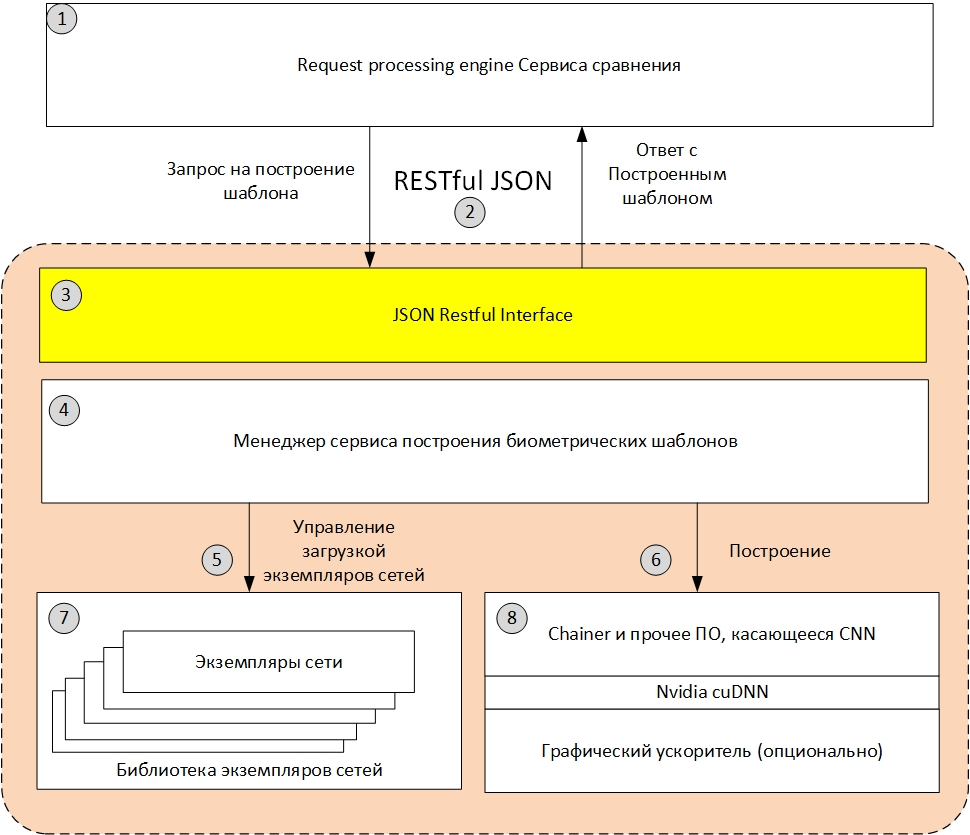 1
Request processing engine Сервиса сравнения
Запрос на построение
шаблона
RESTful JSON
2
Ответ с
Построенным
шаблоном
3
JSON Restful Interface
4
Менеджер сервиса построения биометрических шаблонов
5
Управление
загрузкой
экземпляров сетей
6
Построение
7
Экземпляры сети
Библиотека экземпляров сетей
8
Chainer и прочее ПО, касающееся CNN
Nvidia cuDNN
Графический ускоритель (опционально)